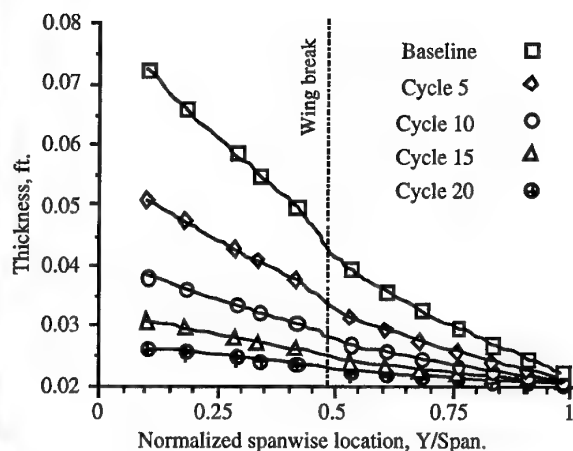 0.08
0.07
0.06
0.05
0.04
0.03
0.02
Thickness, ft.
Wing break
Baseline
Cycle 5
Cycle 10
Cycle 15
Cycle 20
0 0.25 0.5 0.75 1
Normalized spanwise location, Y/Span.